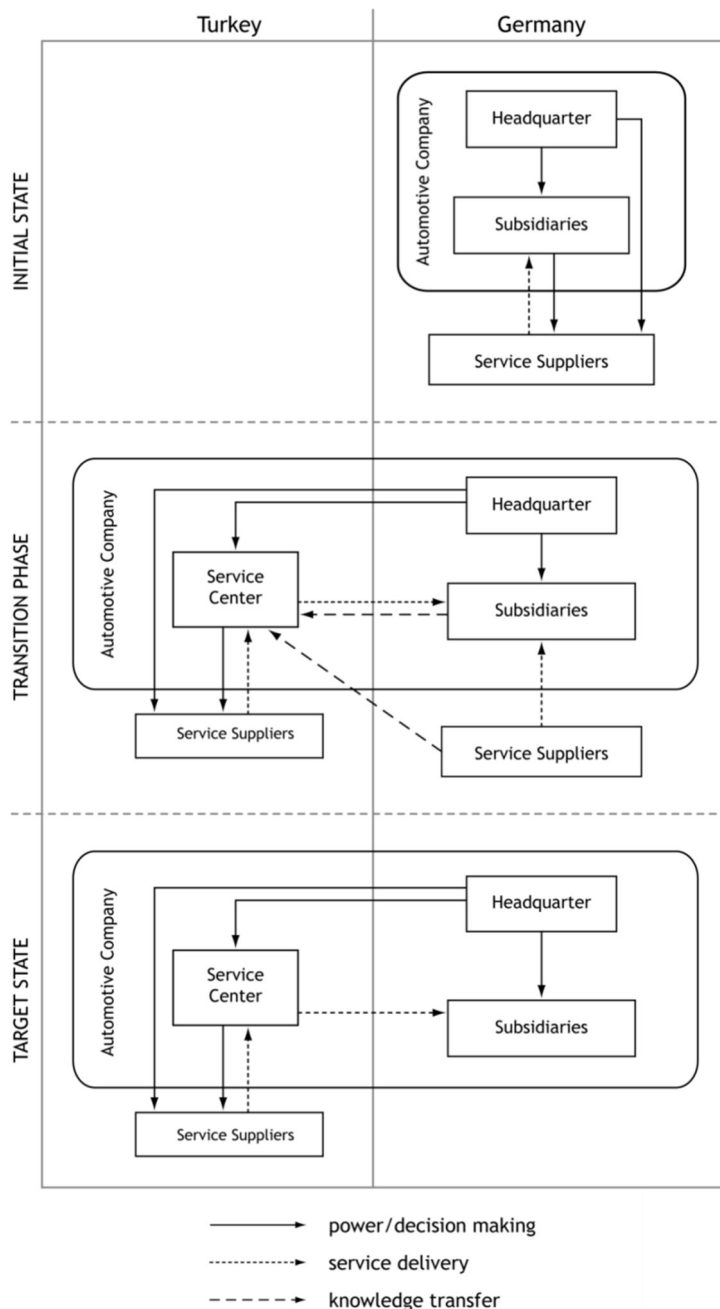 Turkey
Germany
INITIAL STATE
Automotive Company
Headquarter
Subsidiaries
Service Suppliers
TRANSITION PHASE
Automotive Company
Headquarter
Service
Center
Subsidiaries
Service Suppliers
Service Suppliers
TARGET STATE
Automotive Company
Headquarter
Service
Center
Subsidiaries
Service Suppliers
power/decision making
service delivery
knowledge transfer